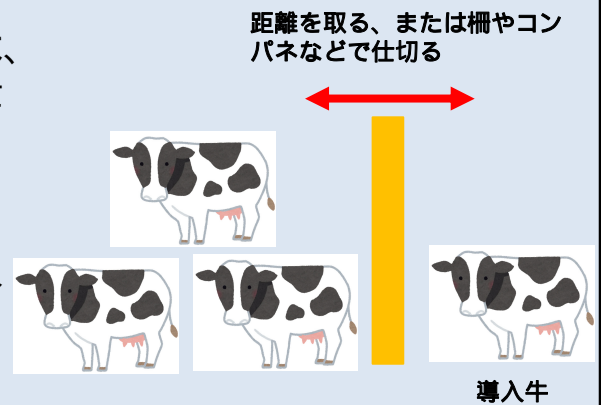 距離を取る、または柵やコン
パネなどで仕切る
導入牛